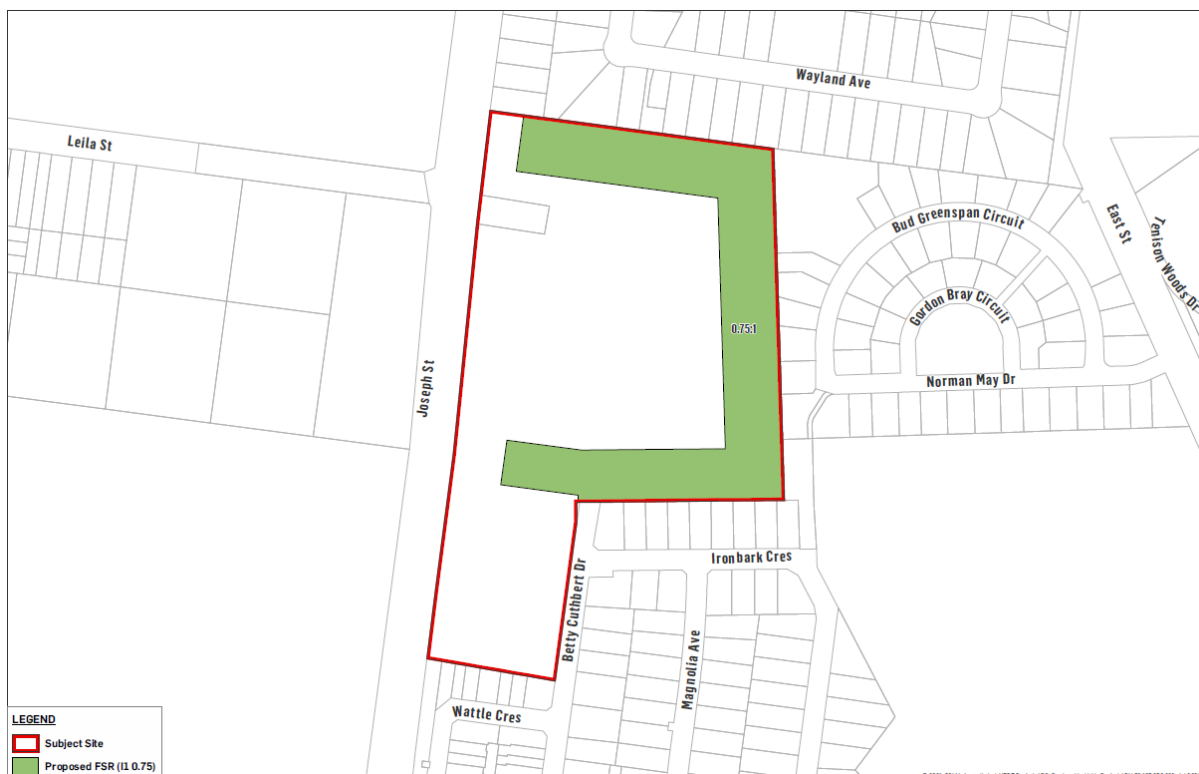 Wayland Ave
Leila St
Bud Greenspan Circuit
East St
Tenison Woods Dr
Gordon Bray Circuit
0.75:1
Joseph St
Norman May Dr
Ironbark Cres
Betty Cuthbert Dr
Magnolia Ave
Wattle Cres
LEGEND
Subject Site
Proposed FSR (I1 0.75)